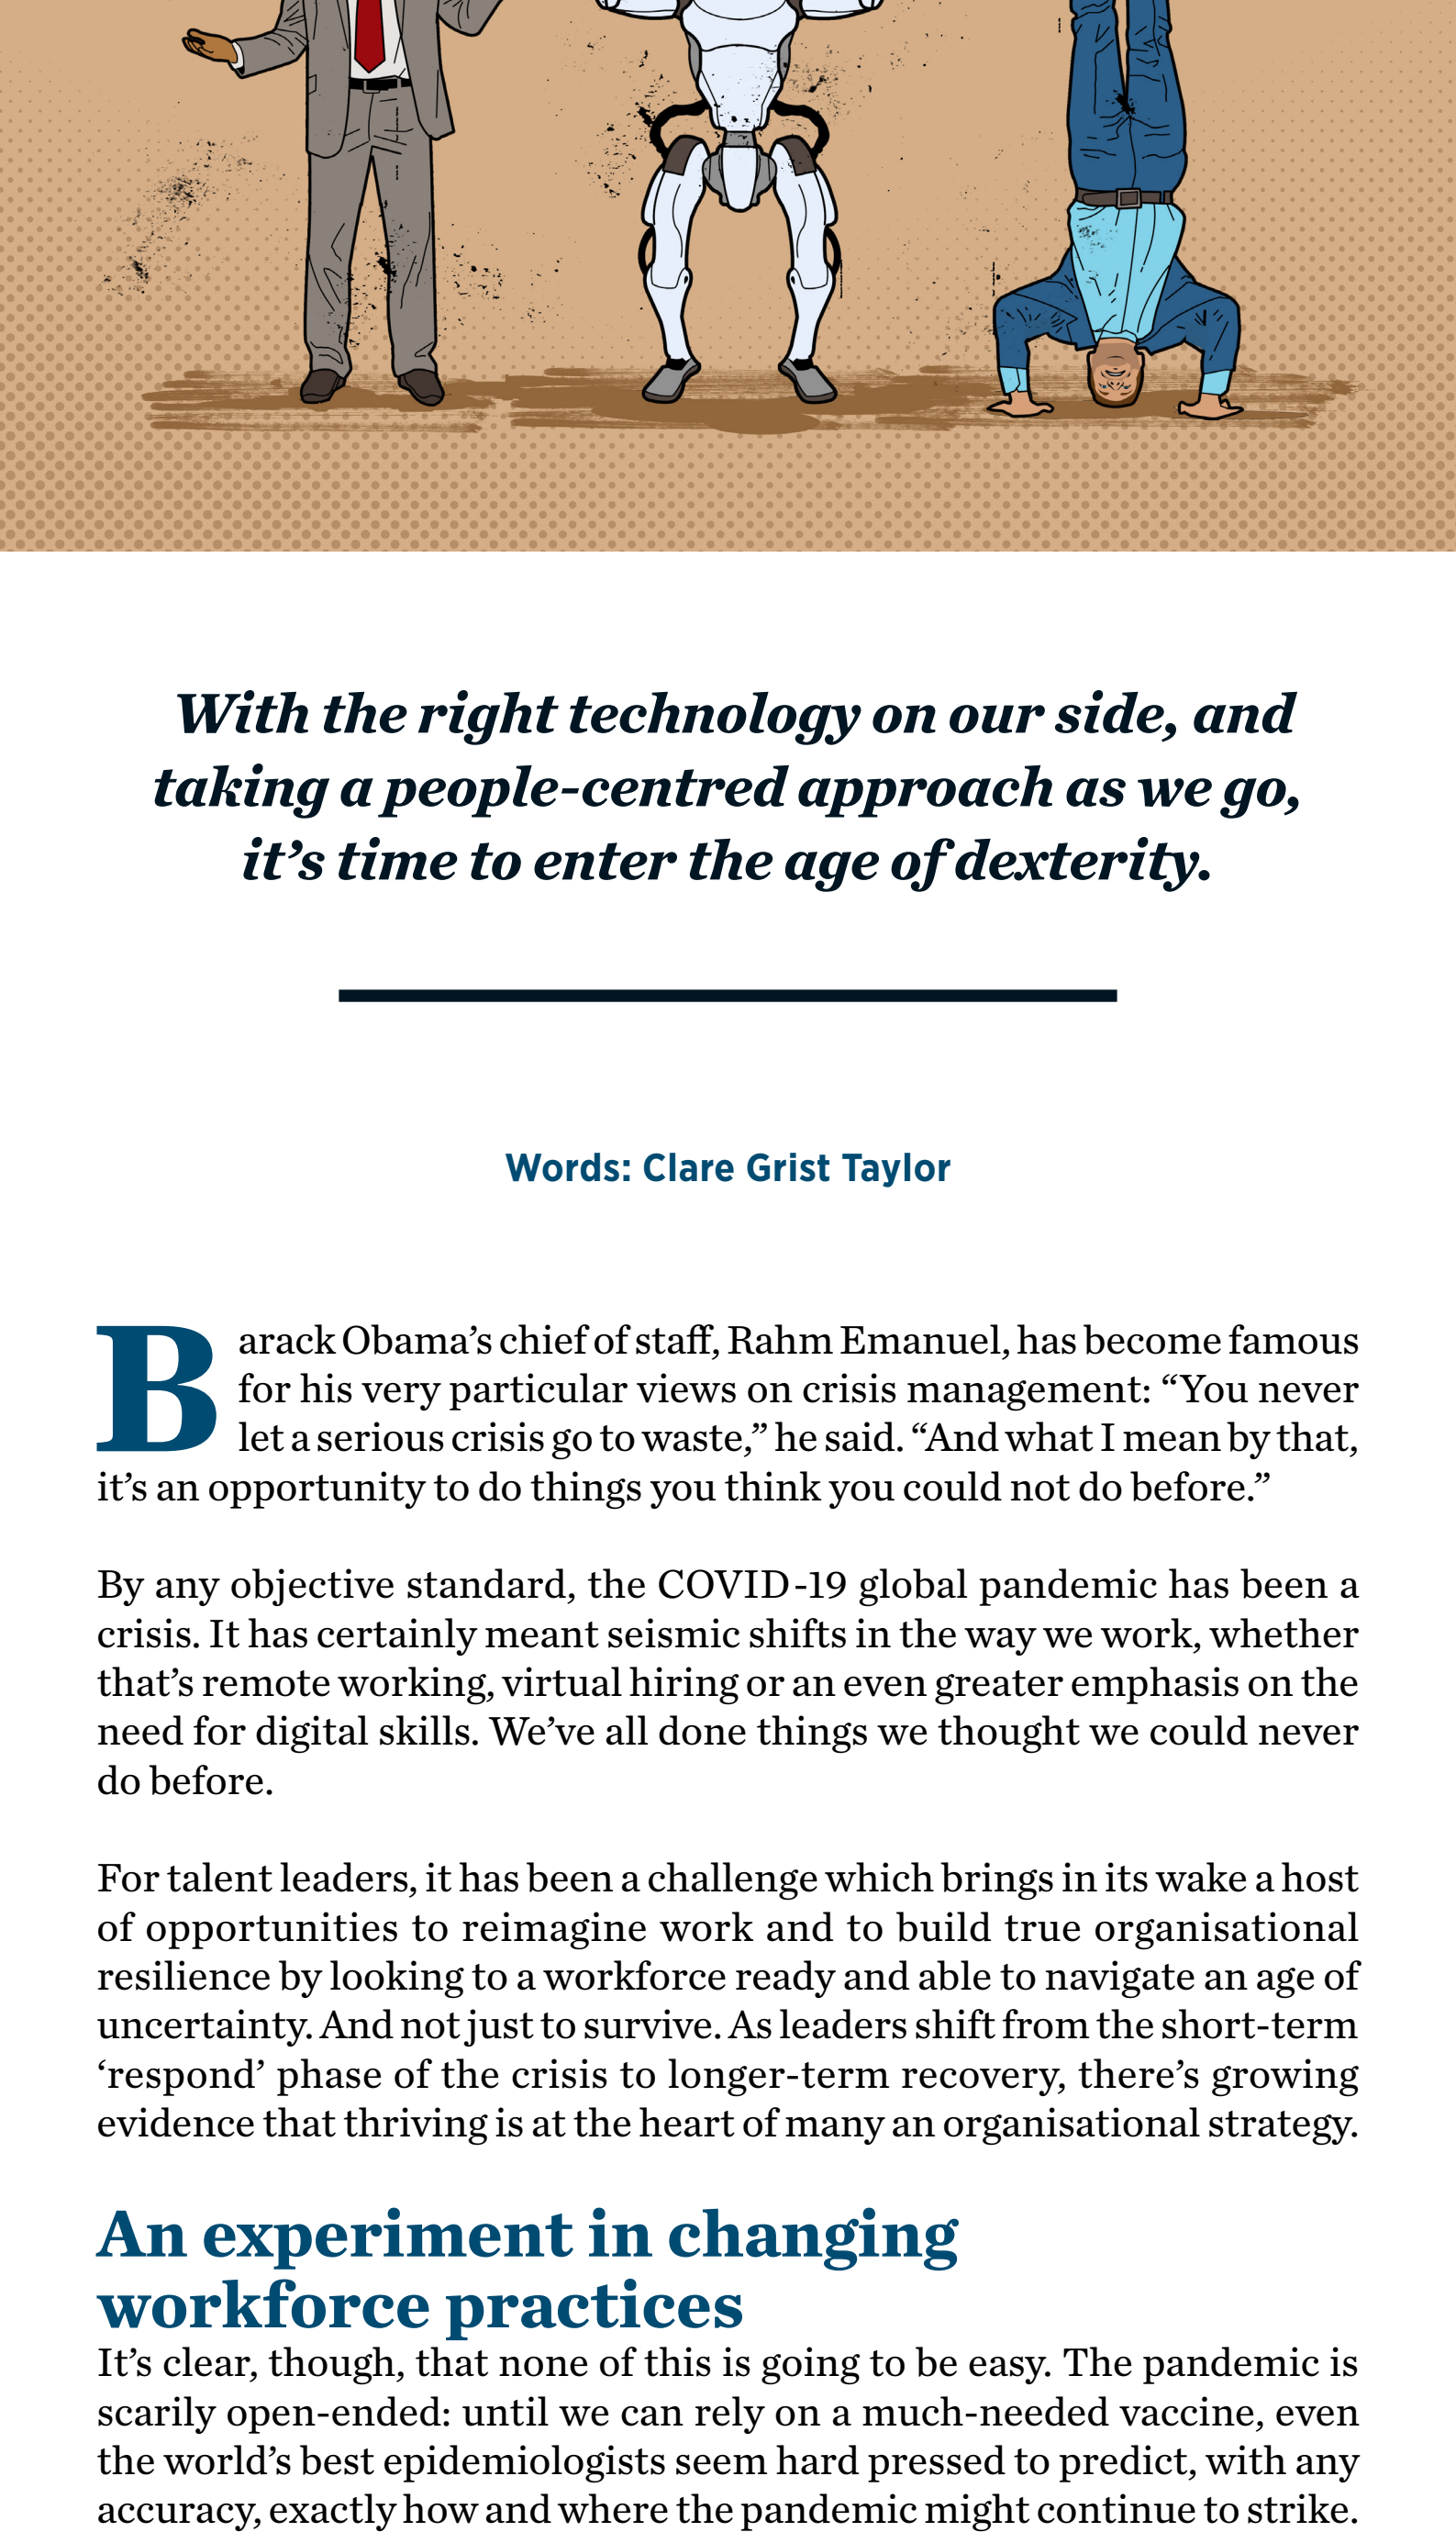 With the right technology on our side, and
taking a people-centred approach as we go,
it’s time to enter the age of dexterity.
Words: Clare Grist Taylor
Barack Obama’s chief of staff, Rahm Emanuel, has become famous
for his very particular views on crisis management: “You never
let a serious crisis go to waste,” he said. “And what I mean by that,
it’s an opportunity to do things you think you could not do before.”
By any objective standard, the COVID-19 global pandemic has been a
crisis. It has certainly meant seismic shifts in the way we work, whether
that’s remote working, virtual hiring or an even greater emphasis on the
need for digital skills. We’ve all done things we thought we could never
do before.
For talent leaders, it has been a challenge which brings in its wake a host
of opportunities to reimagine work and to build true organisational
resilience by looking to a workforce ready and able to navigate an age of
uncertainty. And not just to survive. As leaders shift from the short-term
‘respond’ phase of the crisis to longer-term recovery, there’s growing
evidence that thriving is at the heart of many an organisational strategy.
An experiment in changing
workforce practices
It’s clear, though, that none of this is going to be easy. The pandemic is
scarily open-ended: until we can rely on a much-needed vaccine, even
the world’s best epidemiologists seem hard pressed to predict, with any
accuracy, exactly how and where the pandemic might continue to strike.